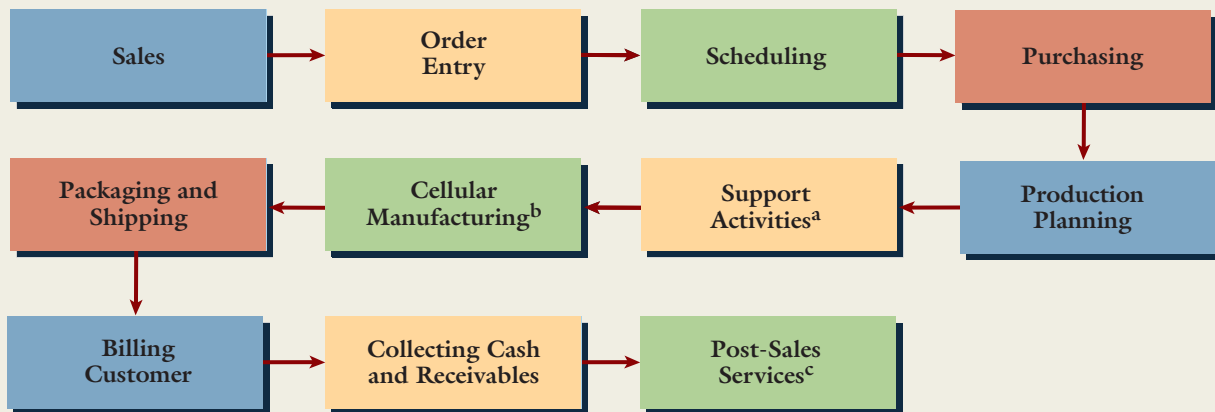 Sales
Order
Entry
Scheduling
Purchasing
Packaging and
Shipping
Cellular
Manufacturingᵇ
Support
Activitiesᵃ
Production
Planning
Billing
Customer
Collecting Cash
and Receivables
Post-Sales
Servicesᶜ